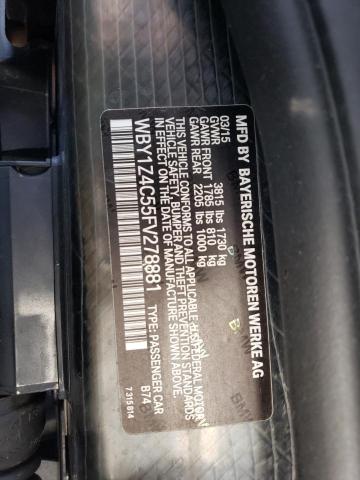 MFD BY BAYERISCHE MOTOREN WERKE AG
03/15
GVWR 3815 lbs 1730 kg
GAWR FRONT 1785 lbs 810 kg
GAWR REAR 2205 lbs 1000 kg
THIS VEHICLE CONFORMS TO ALL APPLICABLE U.S. FEDERAL MOTOR
VEHICLE SAFETY, BUMPER AND THEFT PREVENTION STANDARDS
IN EFFECT ON THE DATE OF MANUFACTURE SHOWN ABOVE.
WBY1Z4C55FV278881 TYPE: PASSENGER CAR
B74
7 315 814